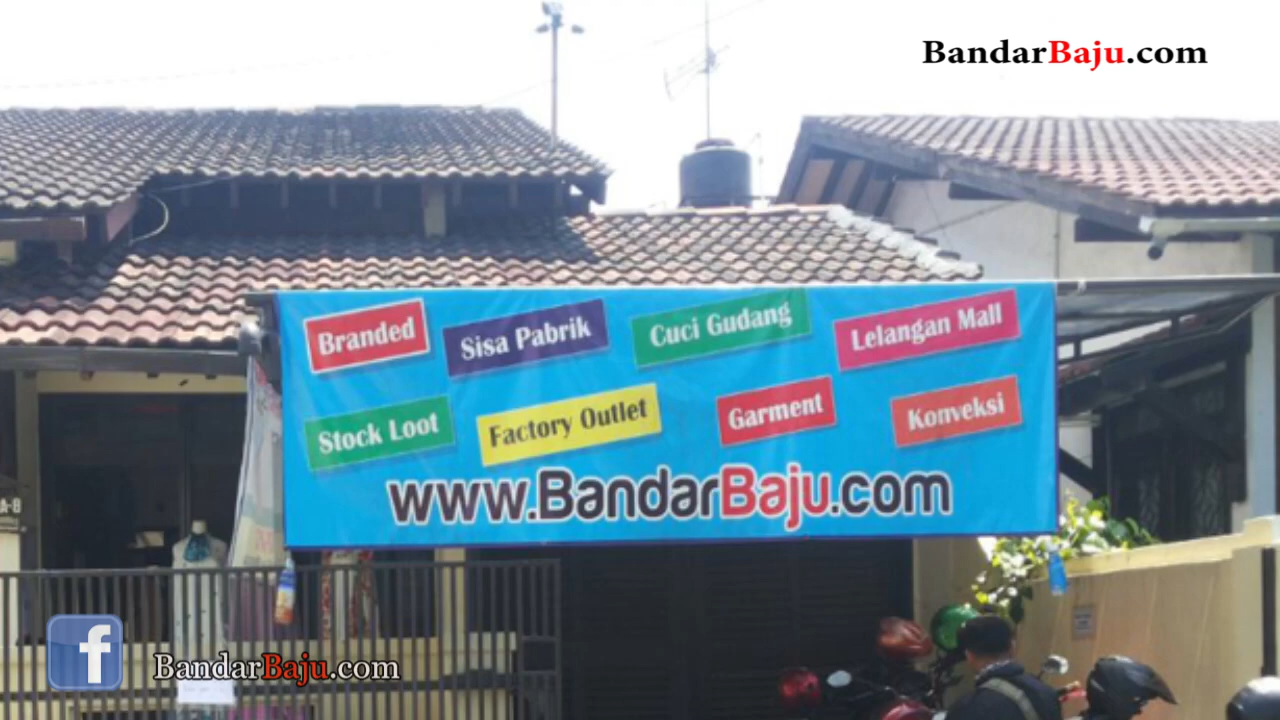 BandarBaju.com
Branded
Sisa Pabrik
Cuci Gudang
Lelangan Mall
Stock Loot
Factory Outlet
Garment
Konveksi
www.BandarBaju.com
A-8
f
BandarBaju.com